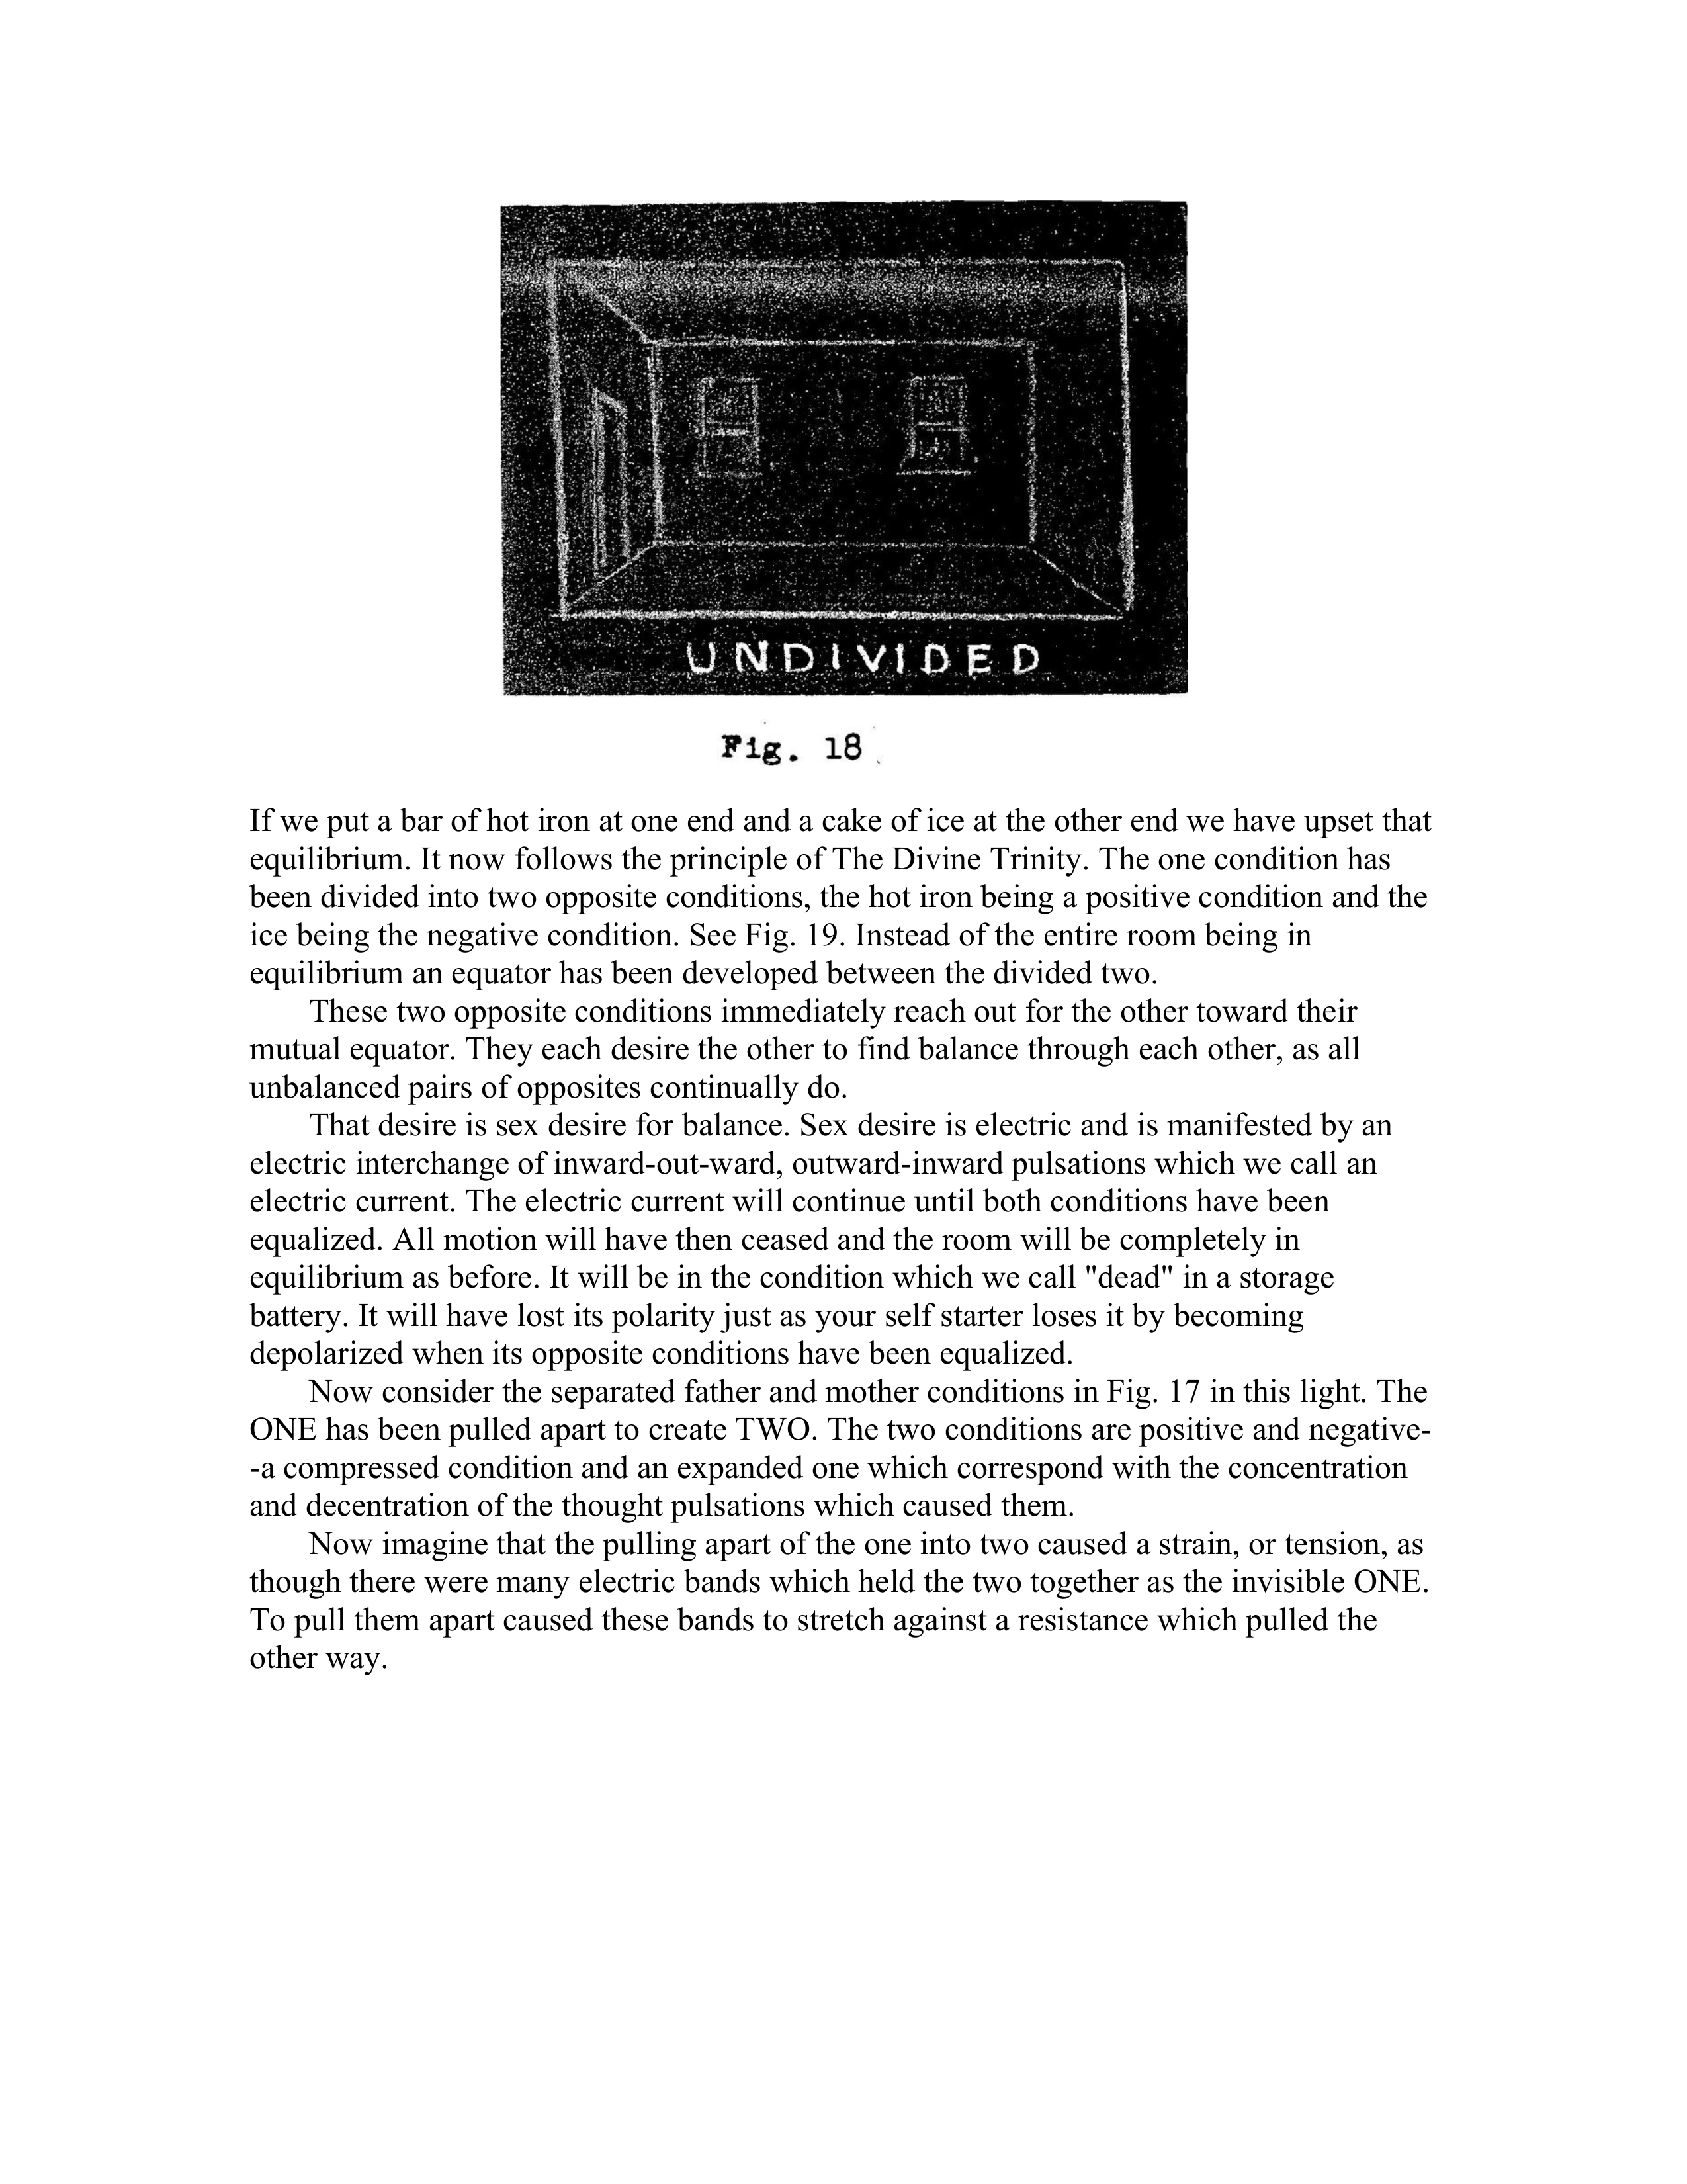 UNDIVIDED
Fig. 18
If we put a bar of hot iron at one end and a cake of ice at the other end we have upset that
equilibrium. It now follows the principle of The Divine Trinity. The one condition has
been divided into two opposite conditions, the hot iron being a positive condition and the
ice being the negative condition. See Fig. 19. Instead of the entire room being in
equilibrium an equator has been developed between the divided two.
These two opposite conditions immediately reach out for the other toward their
mutual equator. They each desire the other to find balance through each other, as all
unbalanced pairs of opposites continually do.
That desire is sex desire for balance. Sex desire is electric and is manifested by an
electric interchange of inward-out-ward, outward-inward pulsations which we call an
electric current. The electric current will continue until both conditions have been
equalized. All motion will have then ceased and the room will be completely in
equilibrium as before. It will be in the condition which we call "dead" in a storage
battery. It will have lost its polarity just as your self starter loses it by becoming
depolarized when its opposite conditions have been equalized.
Now consider the separated father and mother conditions in Fig. 17 in this light. The
ONE has been pulled apart to create TWO. The two conditions are positive and negative-
-a compressed condition and an expanded one which correspond with the concentration
and decentration of the thought pulsations which caused them.
Now imagine that the pulling apart of the one into two caused a strain, or tension, as
though there were many electric bands which held the two together as the invisible ONE.
To pull them apart caused these bands to stretch against a resistance which pulled the
other way.